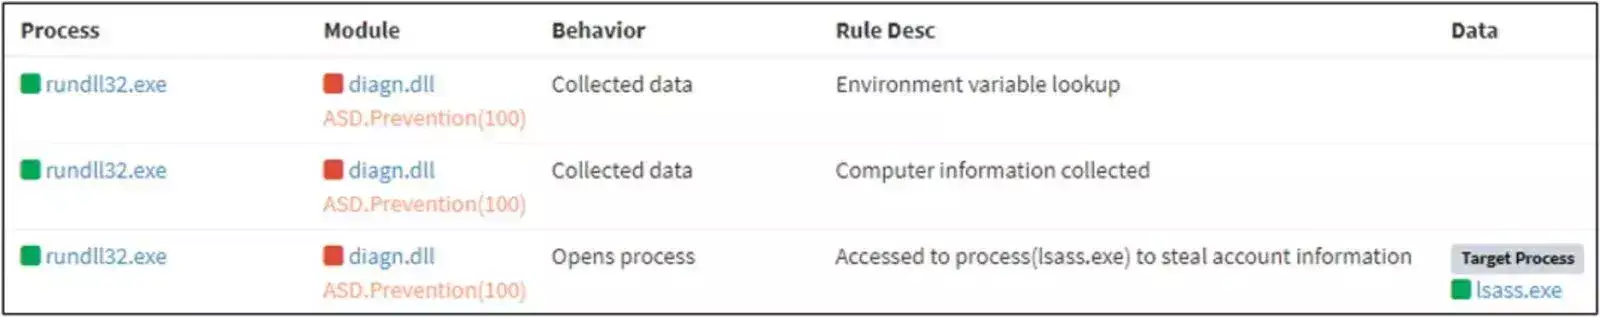 Process Module Behavior Rule Desc Data
rundll32.exe diagn.dll Collected data Environment variable lookup
ASD.Prevention(100)
rundll32.exe diagn.dll Collected data Computer information collected
ASD.Prevention(100)
rundll32.exe diagn.dll Opens process Accessed to process(lsass.exe) to steal account information Target Process
ASD.Prevention(100) lsass.exe